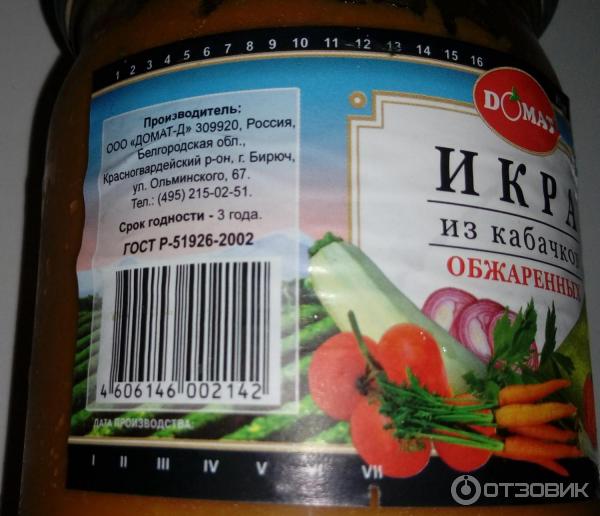 1 2 3 4 5 6 7 8 9 10 11 12 13 14 15 16
Производитель:
ООО «ДОМАТ-Д» 309920, Россия,
Белгородская обл.,
Красногвардейский р-он, г. Бирюч,
ул. Ольминского, 67.
Тел.: (495) 215-02-51.
Срок годности - 3 года.
ГОСТ Р-51926-2002
4 606146 002142
ДАТА ПРОИЗВОДСТВА:
I II III IV V VI VII
ДОМАТ
ИКРА
из кабачков
ОБЖАРЕННЫХ
ОТЗОВИК